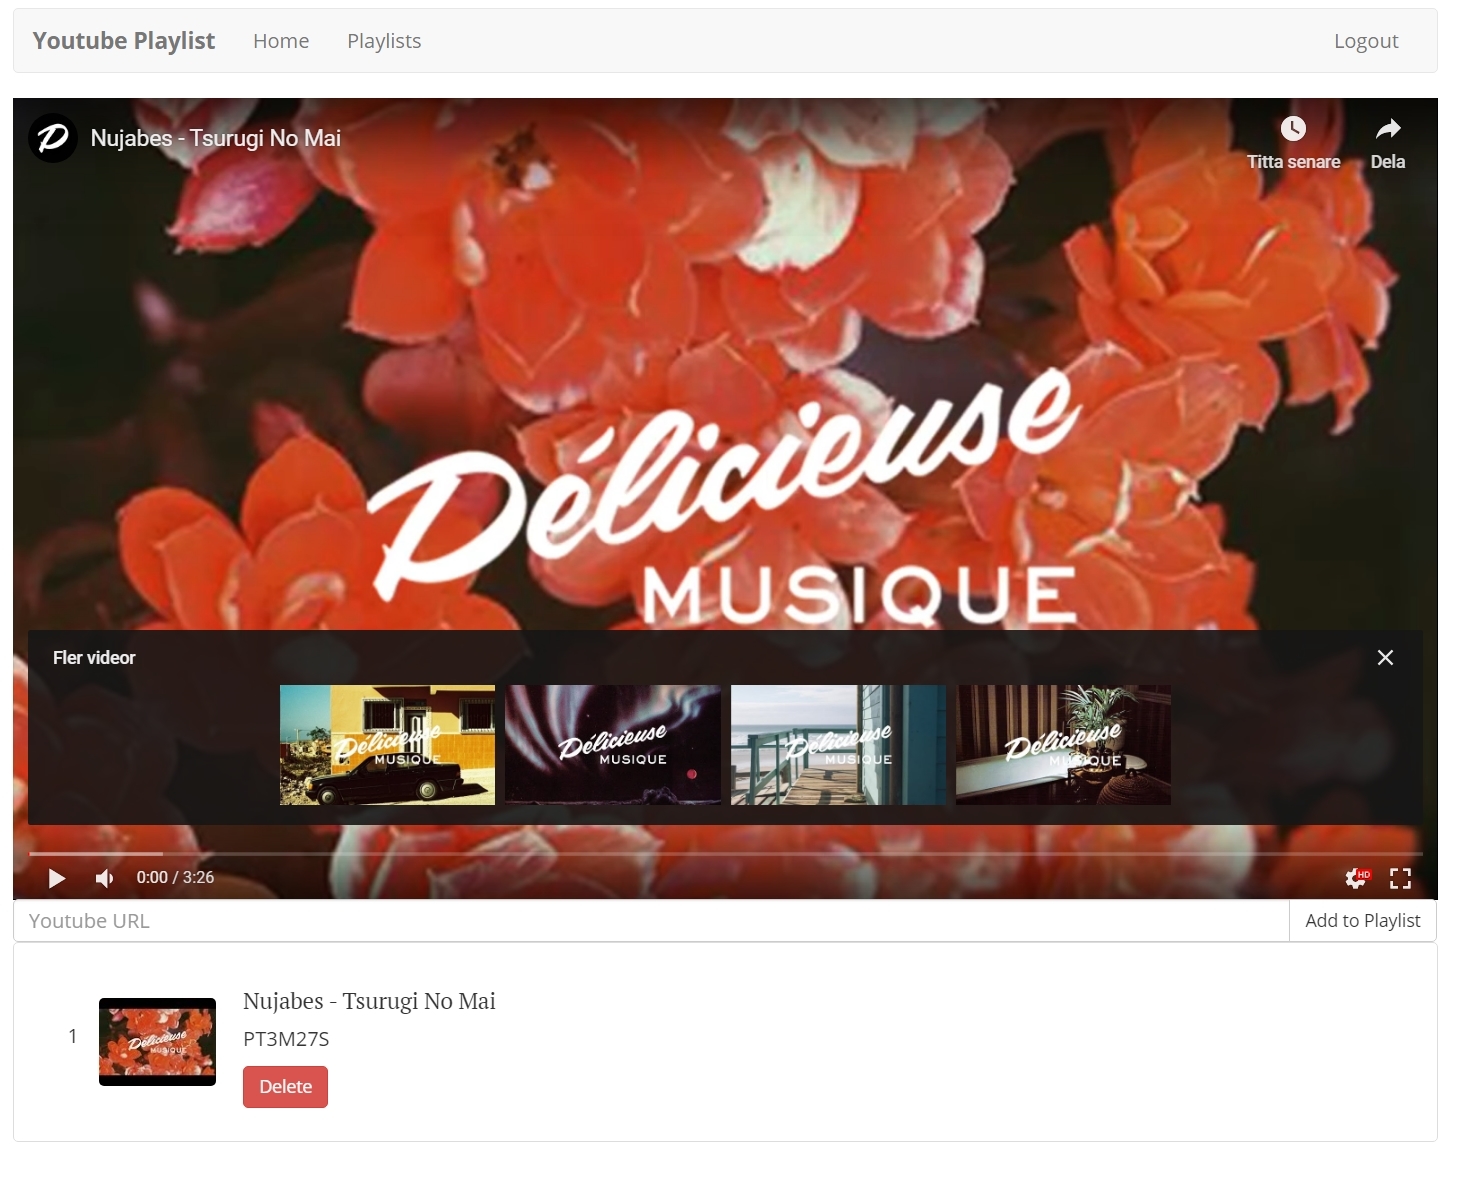 Youtube Playlist Home Playlists Logout
Nujabes - Tsurugi No Mai
Titta senare Dela
Délicieuse
MUSIQUE
Fler videor
Délicieuse
MUSIQUE
Délicieuse
MUSIQUE
Délicieuse
MUSIQUE
Délicieuse
MUSIQUE
0:00 / 3:26
HD
Youtube URL Add to Playlist
1
Délicieuse
MUSIQUE
Nujabes - Tsurugi No Mai
PT3M27S
Delete